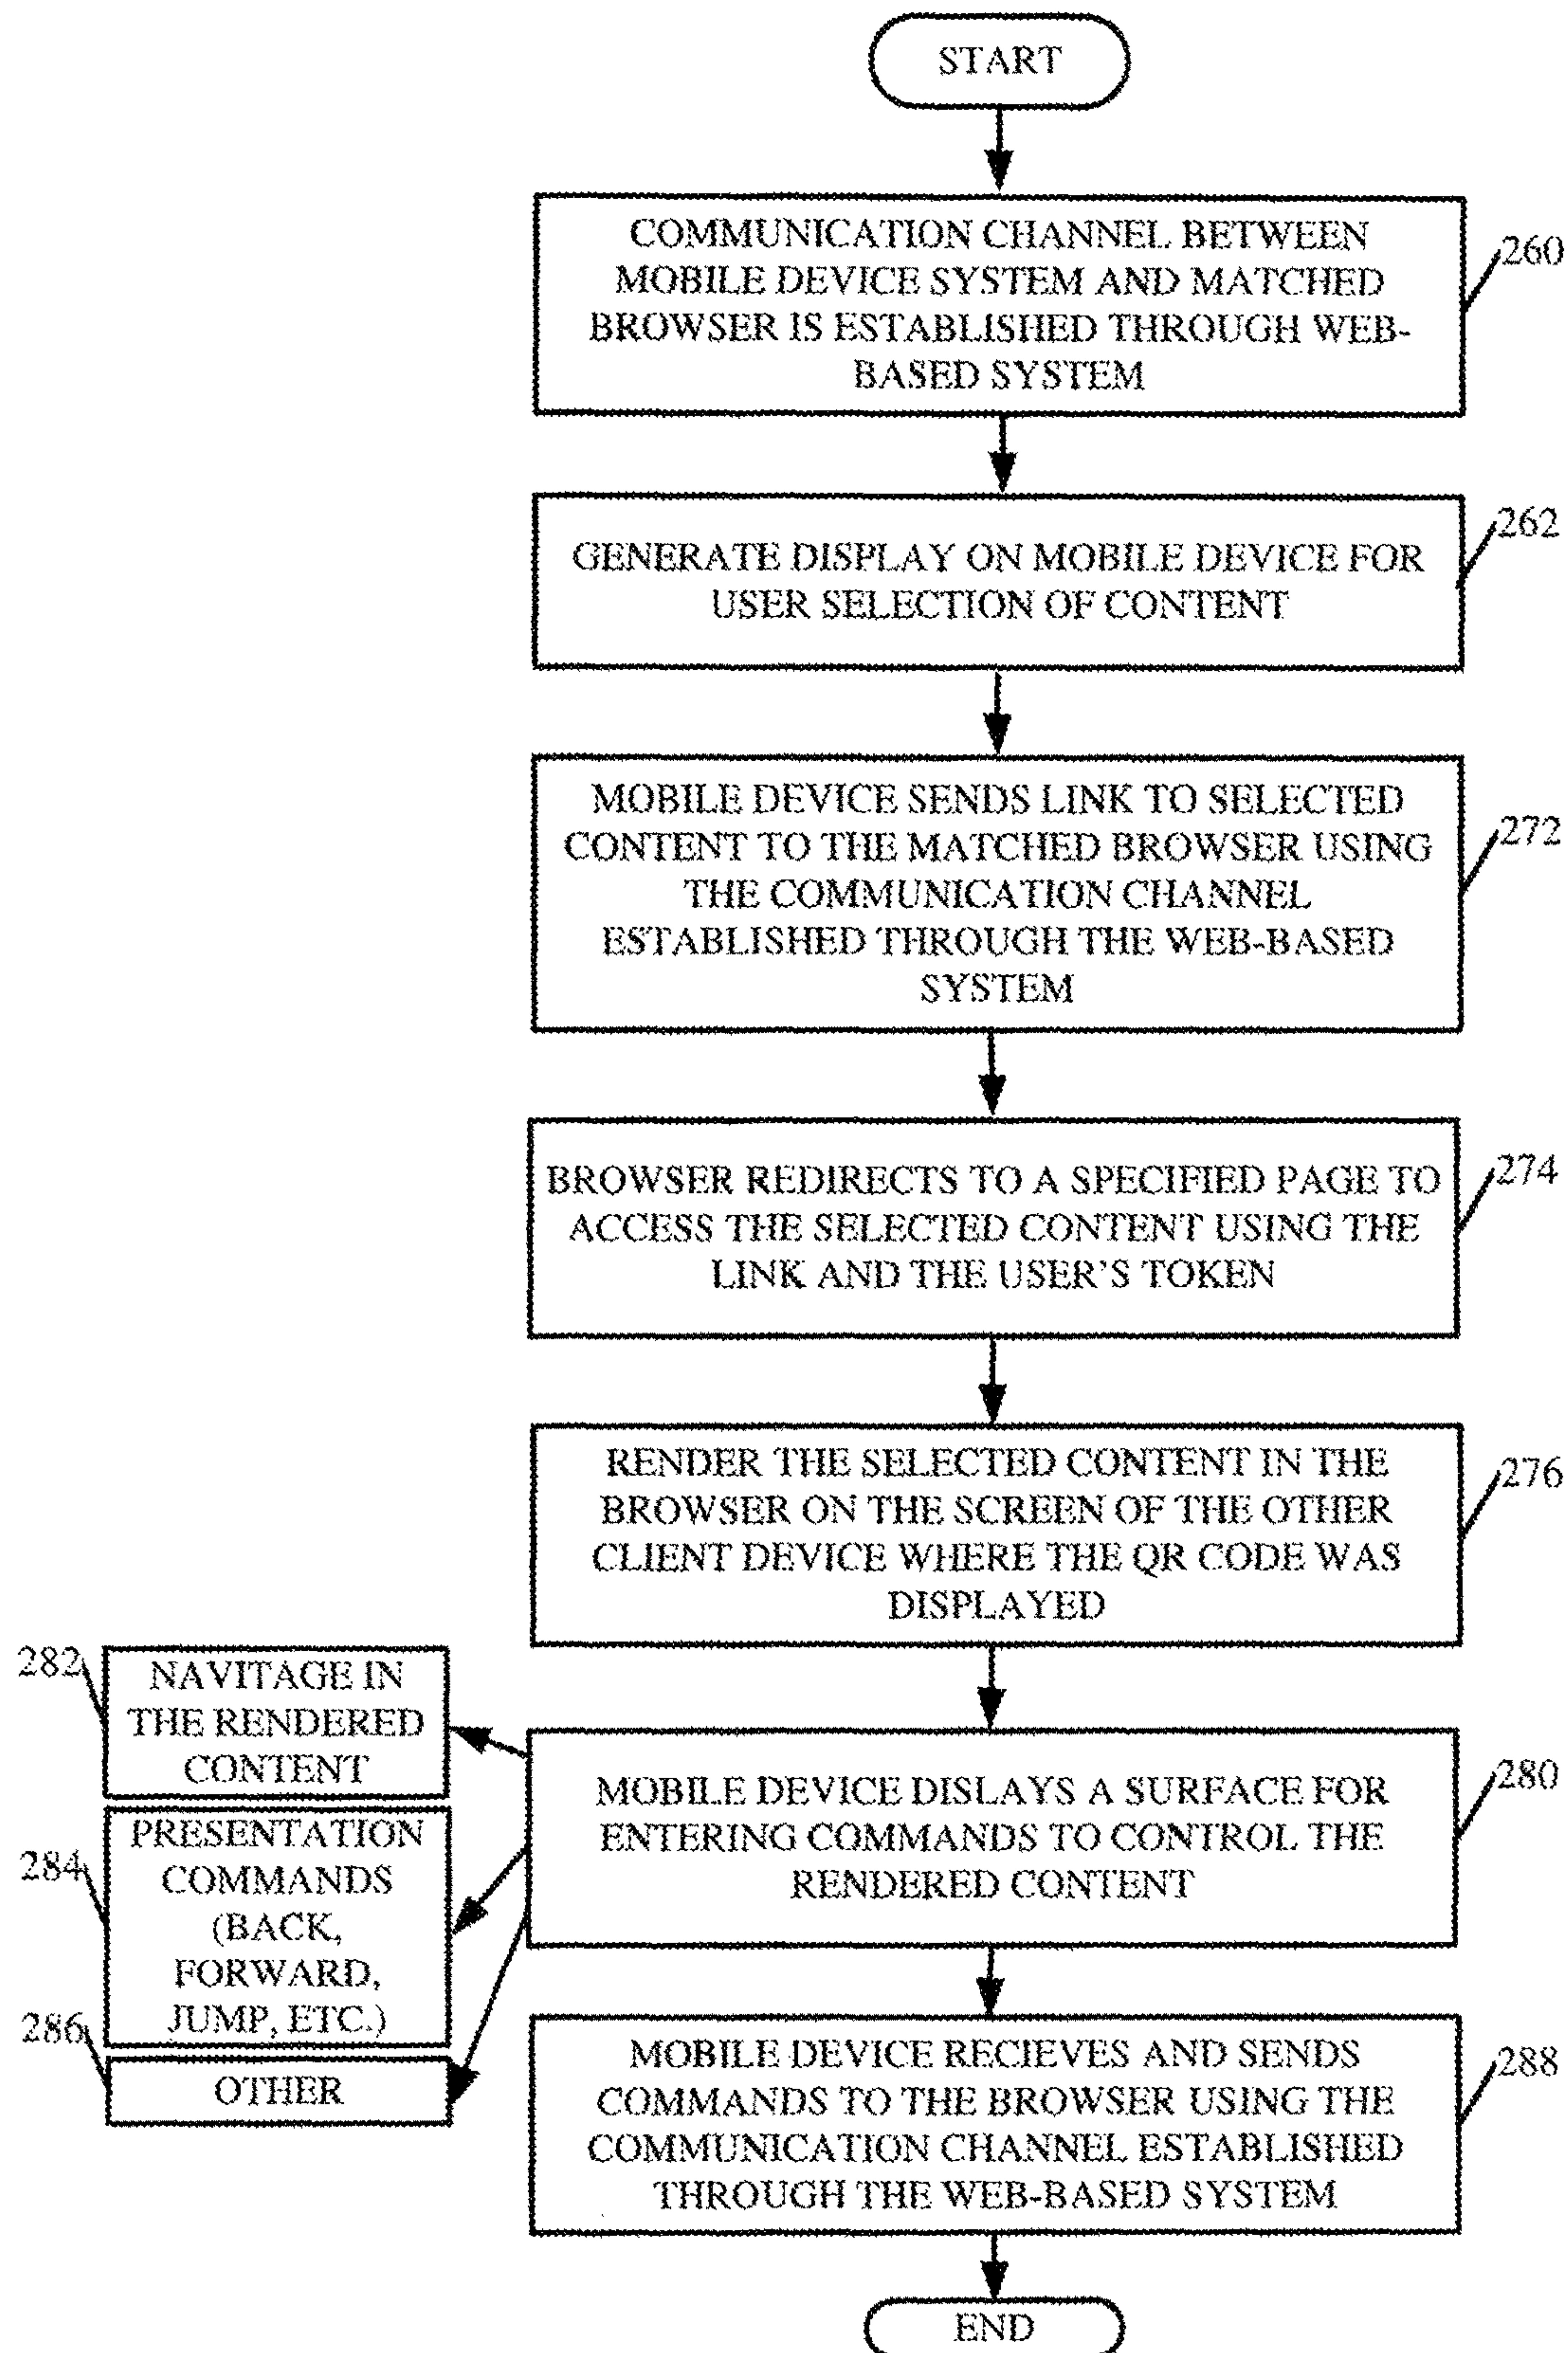 START
COMMUNICATION CHANNEL BETWEEN
MOBILE DEVICE SYSTEM AND MATCHED
BROWSER IS ESTABLISHED THROUGH WEB-
BASED SYSTEM
260
GENERATE DISPLAY ON MOBILE DEVICE FOR
USER SELECTION OF CONTENT
262
MOBILE DEVICE SENDS LINK TO SELECTED
CONTENT TO THE MATCHED BROWSER USING
THE COMMUNICATION CHANNEL
ESTABLISHED THROUGH THE WEB-BASED
SYSTEM
272
BROWSER REDIRECTS TO A SPECIFIED PAGE TO
ACCESS THE SELECTED CONTENT USING THE
LINK AND THE USER'S TOKEN
274
RENDER THE SELECTED CONTENT IN THE
BROWSER ON THE SCREEN OF THE OTHER
CLIENT DEVICE WHERE THE QR CODE WAS
DISPLAYED
276
282
NAVITAGE IN
THE RENDERED
CONTENT
284
PRESENTATION
COMMANDS
(BACK,
FORWARD,
JUMP, ETC.)
286
OTHER
MOBILE DEVICE DISLAYS A SURFACE FOR
ENTERING COMMANDS TO CONTROL THE
RENDERED CONTENT
280
MOBILE DEVICE RECIEVES AND SENDS
COMMANDS TO THE BROWSER USING THE
COMMUNICATION CHANNEL ESTABLISHED
THROUGH THE WEB-BASED SYSTEM
288
END